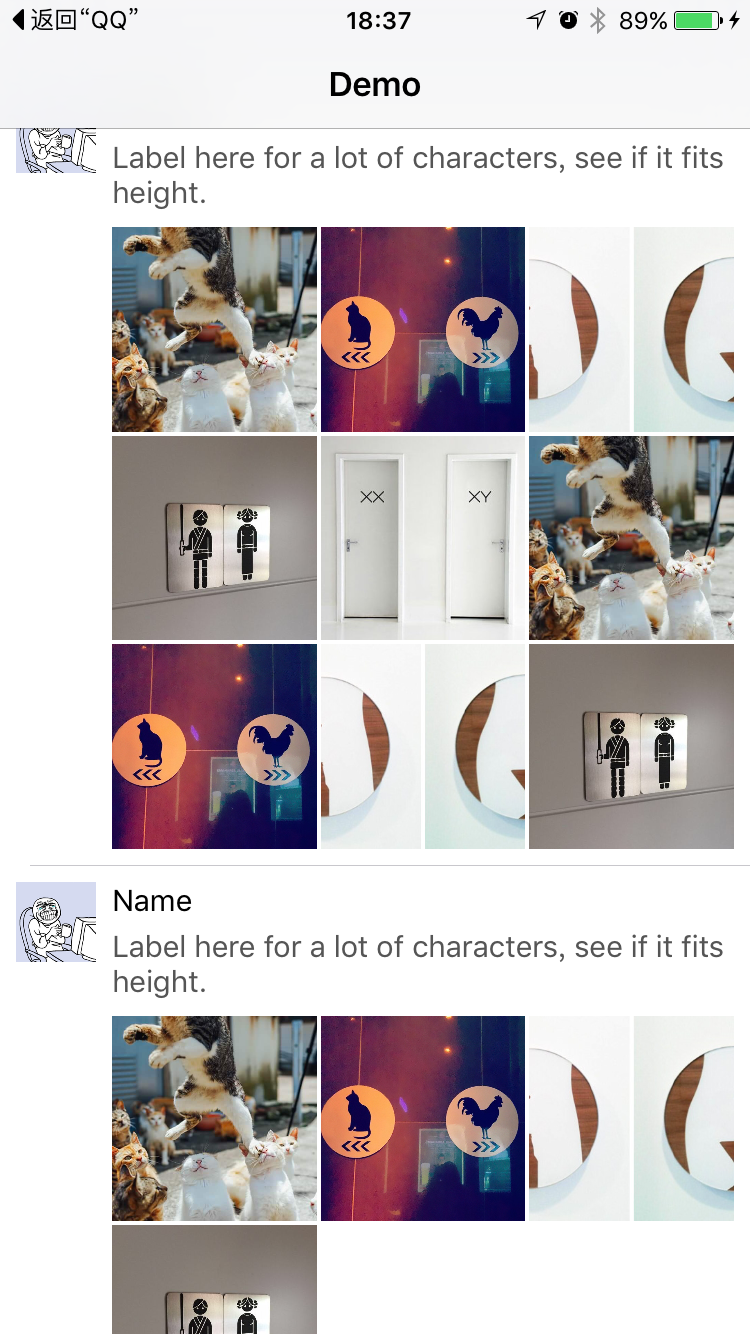 返回“QQ”
18:37
89%
Demo
Label here for a lot of characters, see if it fits
height.
<<<
>>>
XX
XY
<<<
>>>
Name
Label here for a lot of characters, see if it fits
height.
<<<
>>>